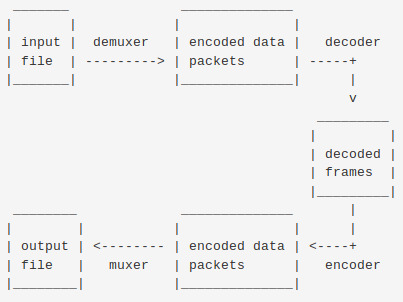 _______              ______________
|       |            |              |
| input |  demuxer   | encoded data |   decoder
| file  | ---------> | packets      | -----+
|_______|            |______________|      |
                                           v
                                       _________
                                      |         |
                                      | decoded |
                                      | frames  |
                                      |_________|
 ________             ______________       |
|        |           |              |      |
| output | <-------- | encoded data | <----+
| file   |   muxer   | packets      |   encoder
|________|           |______________|